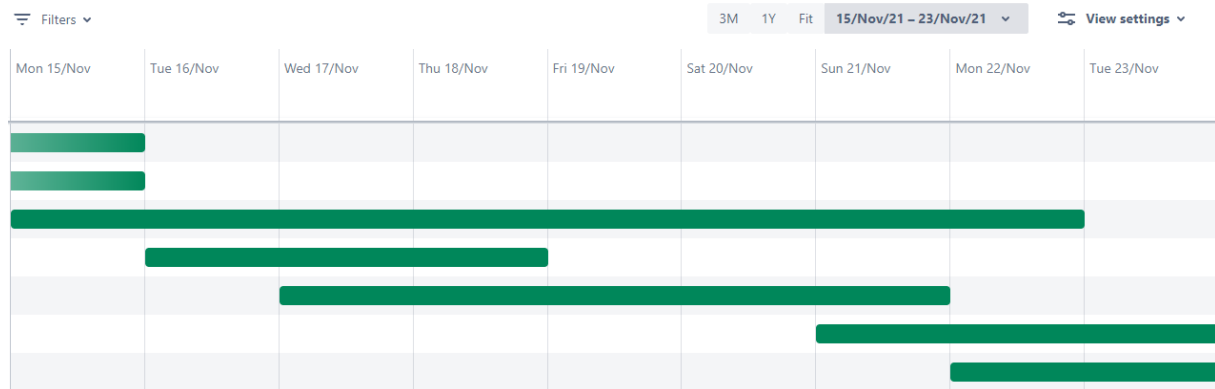 Filters
3M 1Y Fit 15/Nov/21 – 23/Nov/21 View settings
Mon 15/Nov Tue 16/Nov Wed 17/Nov Thu 18/Nov Fri 19/Nov Sat 20/Nov Sun 21/Nov Mon 22/Nov Tue 23/Nov